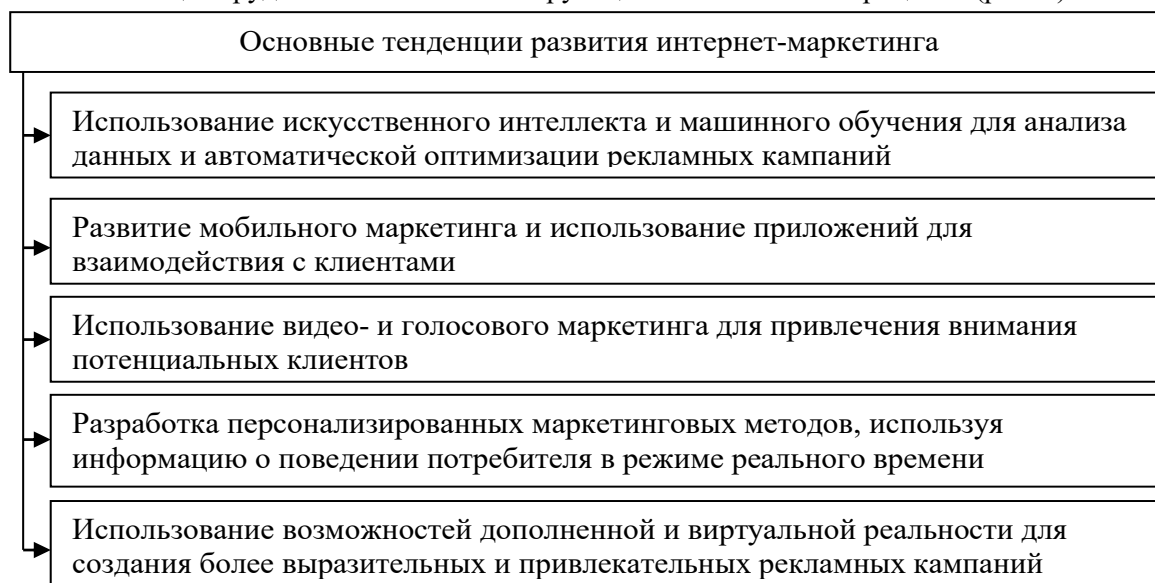 Основные тенденции развития интернет-маркетинга
Использование искусственного интеллекта и машинного обучения для анализа
данных и автоматической оптимизации рекламных кампаний
Развитие мобильного маркетинга и использование приложений для
взаимодействия с клиентами
Использование видео- и голосового маркетинга для привлечения внимания
потенциальных клиентов
Разработка персонализированных маркетинговых методов, используя
информацию о поведении потребителя в режиме реального времени
Использование возможностей дополненной и виртуальной реальности для
создания более выразительных и привлекательных рекламных кампаний